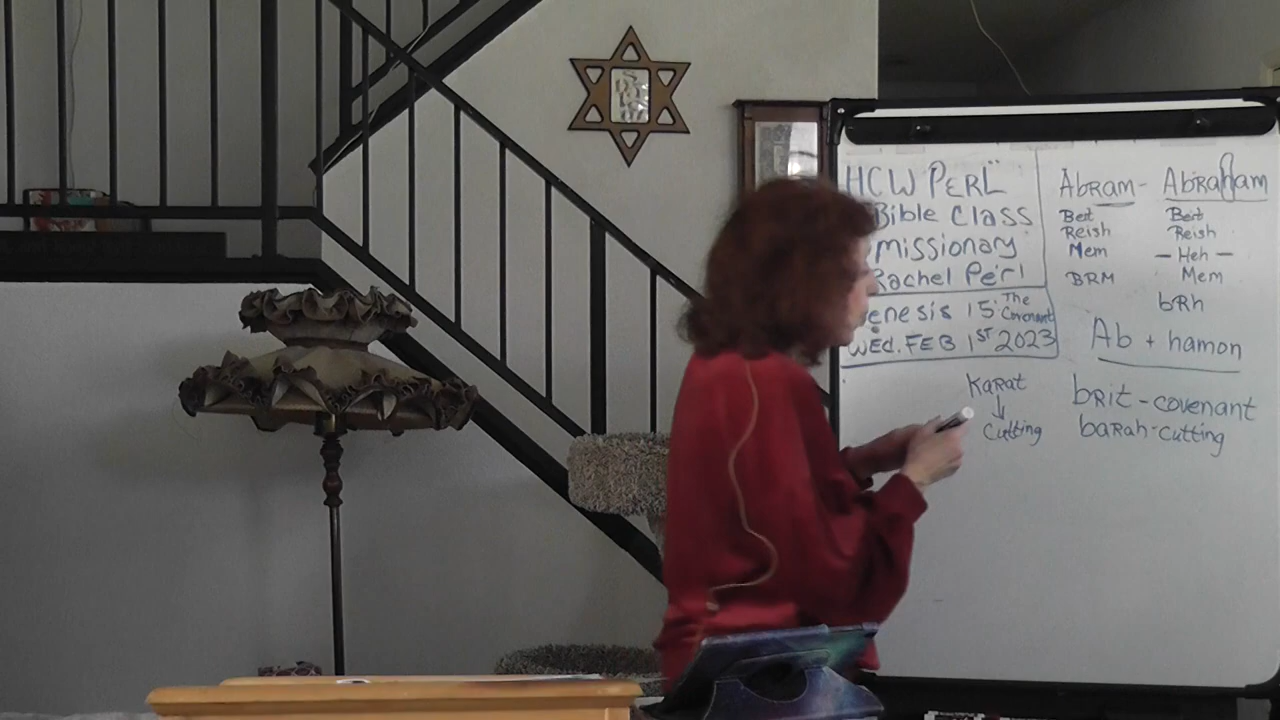 HCW PERL
Bible Class
missionary
Rachel Perl
enesis 15 The Covenant
Wed. FEB 1ST 2023
Abram - Abraham
Beit Beit
Reish Reish
Mem - Heh -
BRM Mem
bRh
Ab + hamon
Karat
Cutting
brit - covenant
barah - cutting